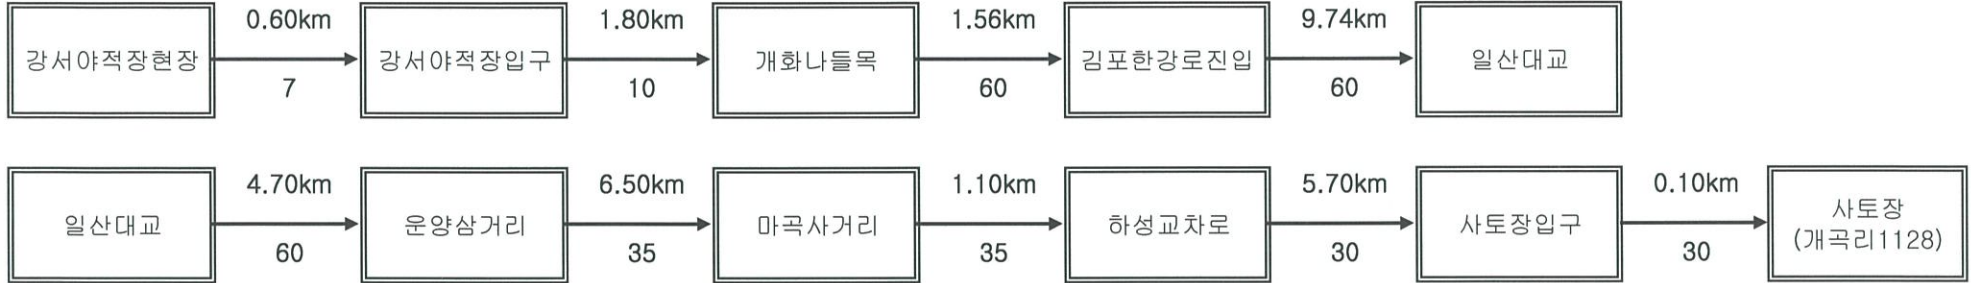 0.60km 1.80km 1.56km 9.74km
강서야적장현장 강서야적장입구 개화나들목 김포한강로진입 일산대교
7 10 60 60
4.70km 6.50km 1.10km 5.70km 0.10km
일산대교 운양삼거리 마곡사거리 하성교차로 사토장입구 사토장
(개곡리1128)
60 35 35 30 30